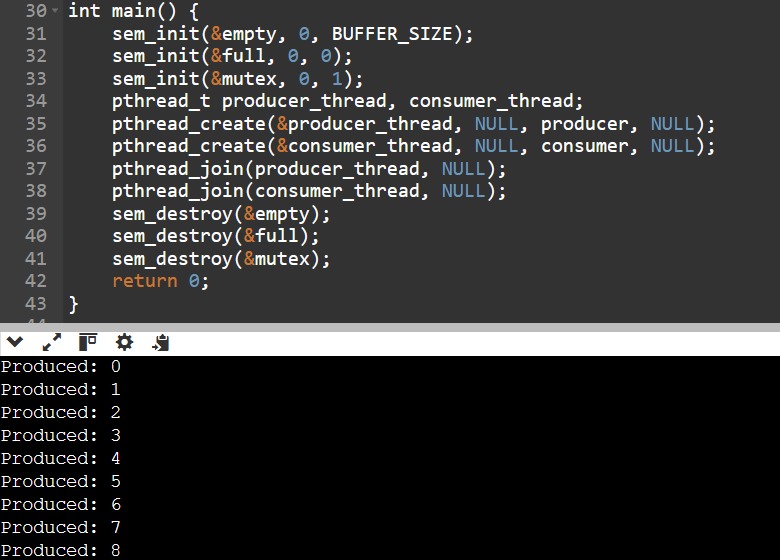 30 int main() {
31 sem_init(&empty, 0, BUFFER_SIZE);
32 sem_init(&full, 0, 0);
33 sem_init(&mutex, 0, 1);
34 pthread_t producer_thread, consumer_thread;
35 pthread_create(&producer_thread, NULL, producer, NULL);
36 pthread_create(&consumer_thread, NULL, consumer, NULL);
37 pthread_join(producer_thread, NULL);
38 pthread_join(consumer_thread, NULL);
39 sem_destroy(&empty);
40 sem_destroy(&full);
41 sem_destroy(&mutex);
42 return 0;
43 }
Produced: 0
Produced: 1
Produced: 2
Produced: 3
Produced: 4
Produced: 5
Produced: 6
Produced: 7
Produced: 8